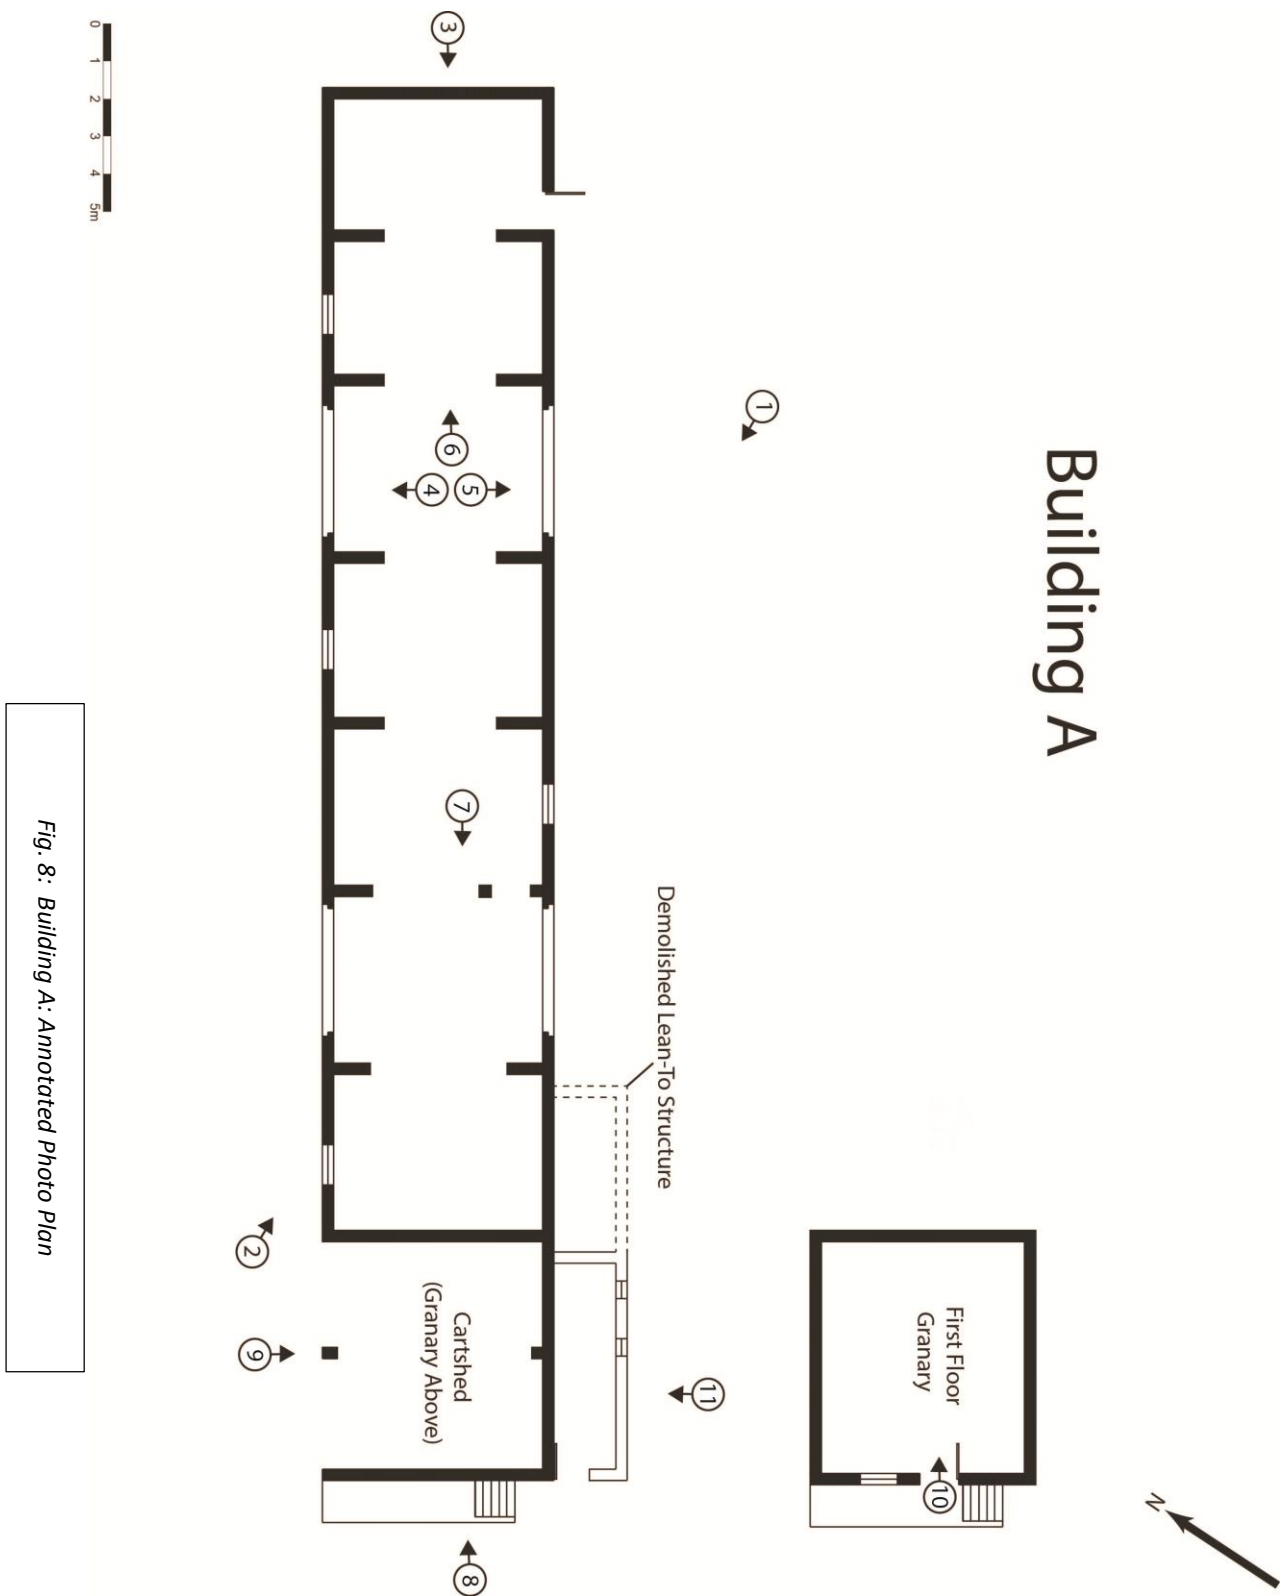 Building A
Demolished Lean-To Structure
First Floor
Granary
Cartshed
(Granary Above)
1
2
3
4
5
6
7
8
9
10
11
N
0 1 2 3 4 5m
Fig. 8: Building A: Annotated Photo Plan